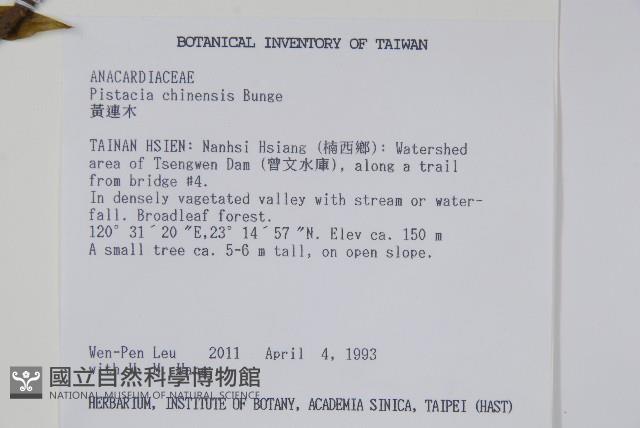 BOTANICAL INVENTORY OF TAIWAN
ANACARDIACEAE
Pistacia chinensis Bunge
黃連木
TAINAN HSIEN: Nanhsi Hsiang (楠西鄉): Watershed
area of Tsengwen Dam (曾文水庫), along a trail
from bridge #4.
In densely vagetated valley with stream or water-
fall. Broadleaf forest.
120° 31´20 ″E,23° 14´57 ″N. Elev ca. 150 m
A small tree ca. 5-6 m tall, on open slope.
Wen-Pen Leu 2011 April 4, 1993
with
國立自然科學博物館
NATIONAL MUSEUM OF NATURAL SCIENCE
HERBARIUM, INSTITUTE OF BOTANY, ACADEMIA SINICA, TAIPEI (HAST)